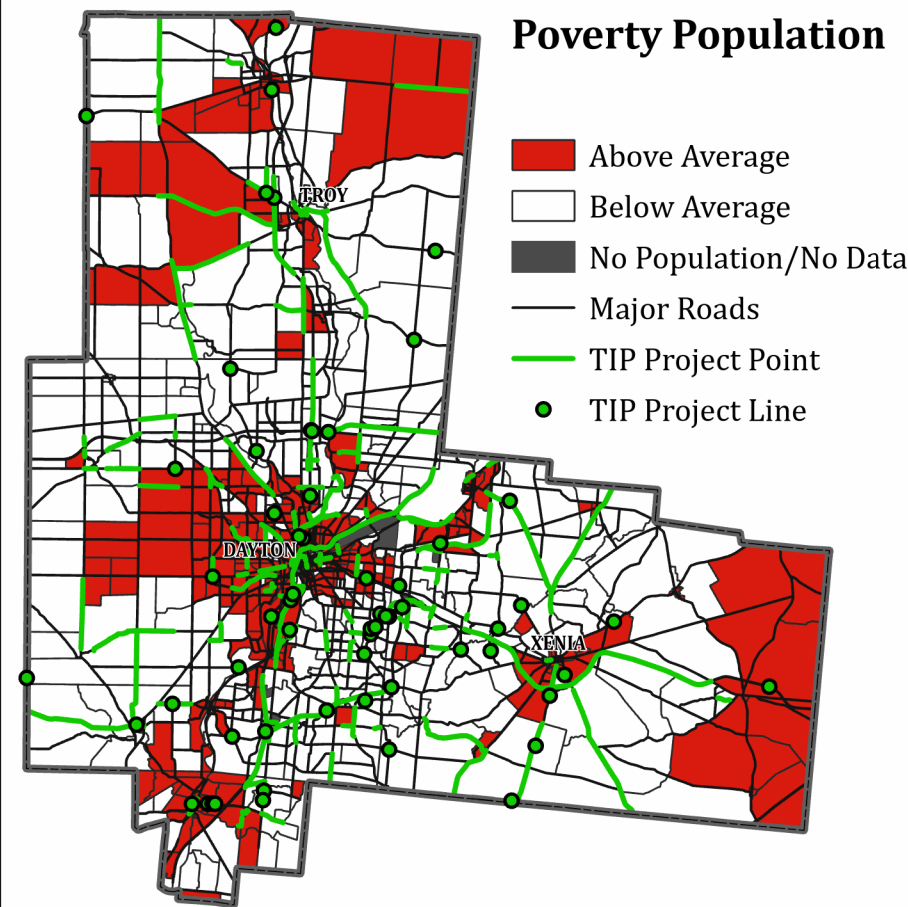 Poverty Population
Above Average
Below Average
No Population/No Data
Major Roads
TIP Project Point
TIP Project Line
TROY
DAYTON
XENIA